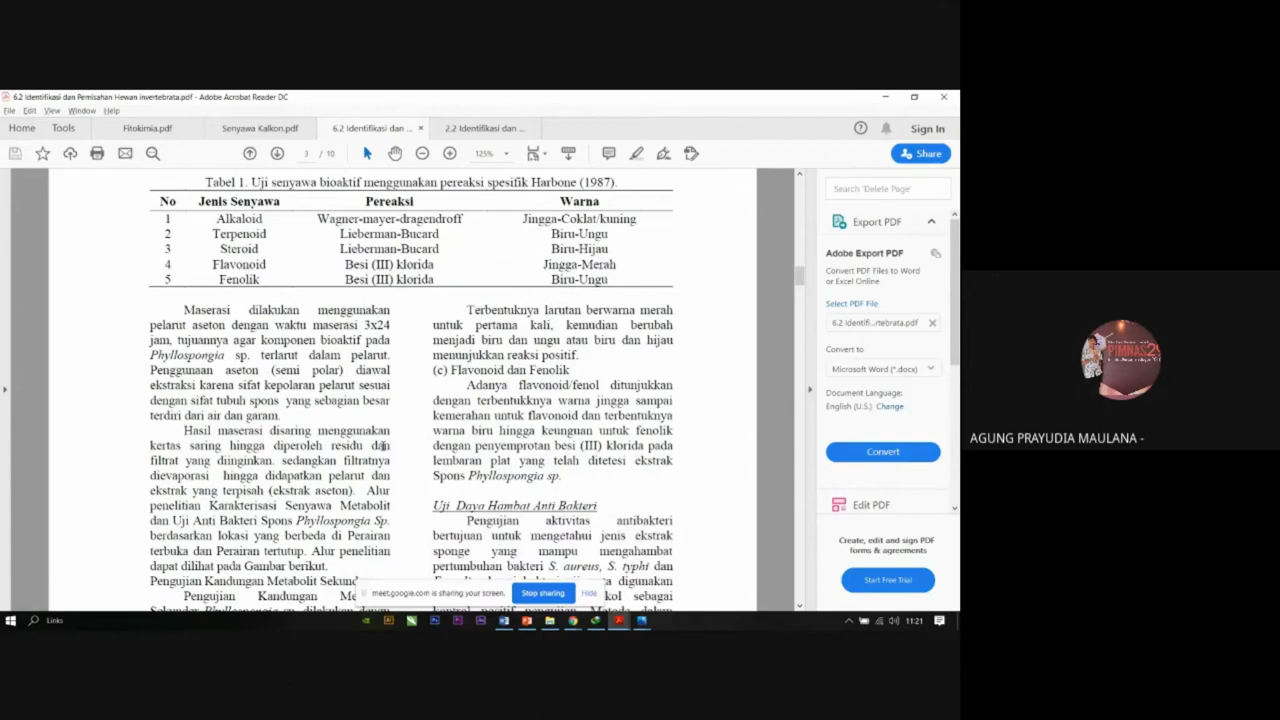 6.2 Identifikasi dan Pemisahan Hewan invertebrata.pdf - Adobe Acrobat Reader DC
File Edit View Window Help
Home Tools Fitokimia.pdf Senyawa Kalkon.pdf 6.2 Identifikasi dan ... × 2.2 Identifikasi dan ... Sign In
3 / 10 125% Share
Tabel 1. Uji senyawa bioaktif menggunakan pereaksi spesifik Harbone (1987).
No Jenis Senyawa Pereaksi Warna
1 Alkaloid Wagner-mayer-dragendroff Jingga-Coklat/kuning
2 Terpenoid Lieberman-Bucard Biru-Ungu
3 Steroid Lieberman-Bucard Biru-Hijau
4 Flavonoid Besi (III) klorida Jingga-Merah
5 Fenolik Besi (III) klorida Biru-Ungu
Maserasi dilakukan menggunakan
pelarut aseton dengan waktu maserasi 3x24
jam, tujuannya agar komponen bioaktif pada
Phyllospongia sp. terlarut dalam pelarut.
Penggunaan aseton (semi polar) diawal
ekstraksi karena sifat kepolaran pelarut sesuai
dengan sifat tubuh spons yang sebagian besar
terdiri dari air dan garam.
Hasil maserasi disaring menggunakan
kertas saring hingga diperoleh residu dan
filtrat yang diinginkan. sedangkan filtratnya
dievaporasi hingga didapatkan pelarut dan
ekstrak yang terpisah (ekstrak aseton). Alur
penelitian Karakterisasi Senyawa Metabolit
dan Uji Anti Bakteri Spons Phyllospongia Sp.
berdasarkan lokasi yang berbeda di Perairan
terbuka dan Perairan tertutup. Alur penelitian
dapat dilihat pada Gambar berikut.
Pengujian Kandungan Metabolit Sekund
Pengujian Kandungan Me
Terbentuknya larutan berwarna merah
untuk pertama kali, kemudian berubah
menjadi biru dan ungu atau biru dan hijau
menunjukkan reaksi positif.
(c) Flavonoid dan Fenolik
Adanya flavonoid/fenol ditunjukkan
dengan terbentukknya warna jingga sampai
kemerahan untuk flavonoid dan terbentuknya
warna biru hingga keunguan untuk fenolik
dengan penyemprotan besi (III) klorida pada
lembaran plat yang telah ditetesi ekstrak
Spons Phyllospongia sp.
Uji Daya Hambat Anti Bakteri
Pengujian aktivitas antibakteri
bertujuan untuk mengetahui jenis ekstrak
sponge yang mampu menghambat
pertumbuhan bakteri S. aureus, S. typhi dan
digunakan
kol sebagai
meet.google.com is sharing your screen. Stop sharing Hide
Search 'Delete Page'
Export PDF
Adobe Export PDF
Convert PDF Files to Word
or Excel Online
Select PDF File
6.2 Identifi...rtebrata.pdf ×
Convert to
Microsoft Word (*.docx)
Document Language:
English (U.S.) Change
Convert
Edit PDF
Create, edit and sign PDF
forms & agreements
Start Free Trial
Links 11:21
PIMNAS29
AGUNG PRAYUDIA MAULANA -